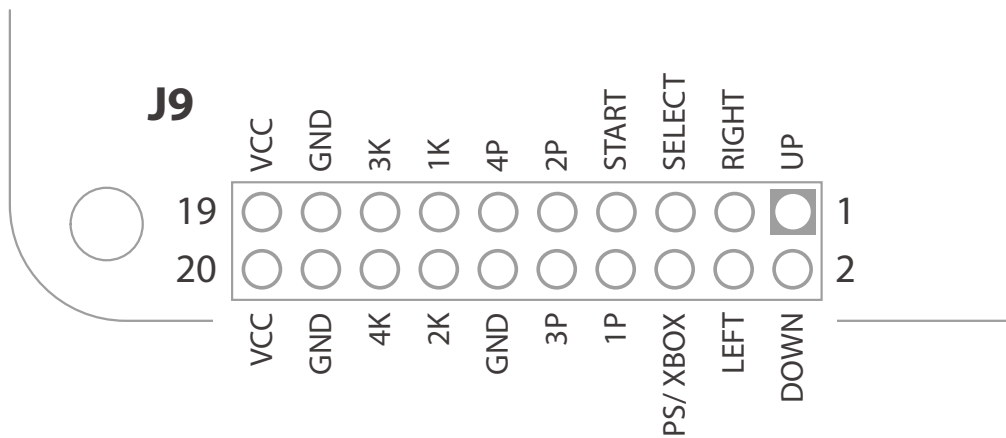 J9
VCC GND 3K 1K 4P 2P START SELECT RIGHT UP
19 1
20 2
VCC GND 4K 2K GND 3P 1P PS/ XBOX LEFT DOWN